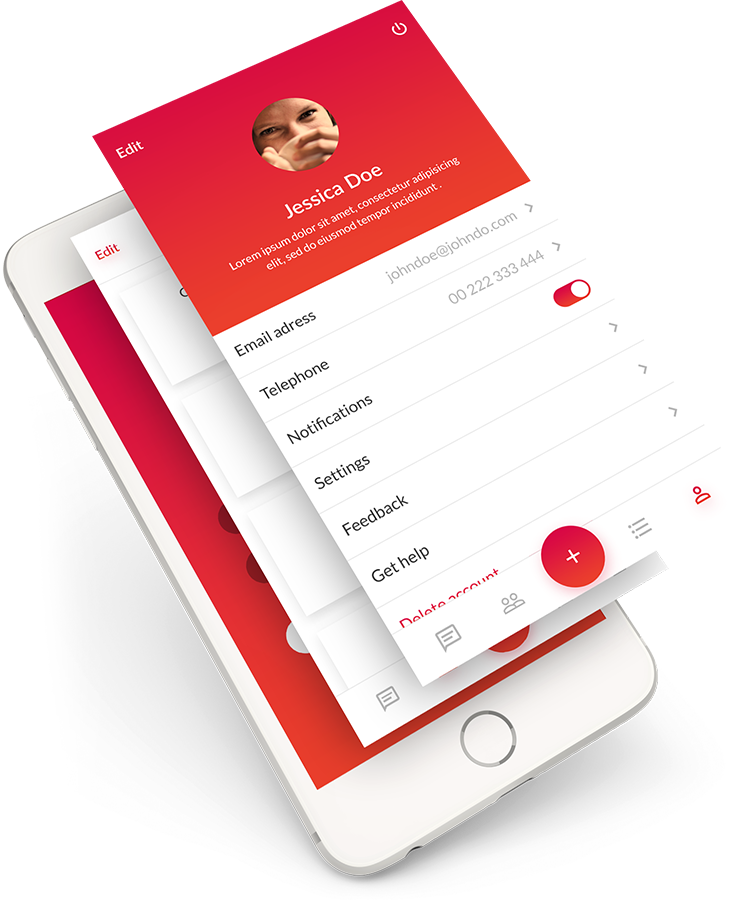 Edit
Jessica Doe
Lorem ipsum dolor sit amet, consectetur adipisicing
elit, sed do eiusmod tempor incididunt .
Email adress johndoe@johndo.com
Telephone 00 222 333 444
Notifications
Settings
Feedback
Get help
Delete account
Edit